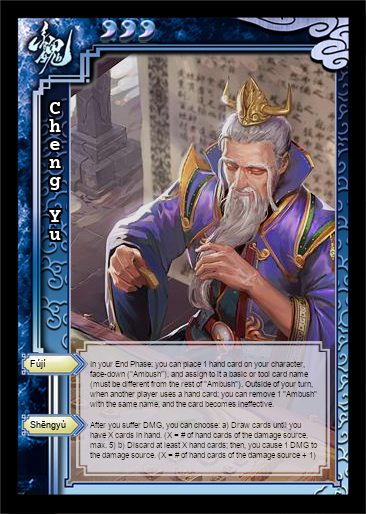 魏
Cheng Yu
Fújí
In your End Phase: you can place 1 hand card on your character,
face-down ("Ambush"), and assign to it a basic or tool card name
(must be different from the rest of "Ambush"). Outside of your turn,
when another player uses a hand card: you can remove 1 "Ambush"
with the same name, and the card becomes ineffective.
Shēngyù
After you suffer DMG, you can choose: a) Draw cards until you
have X cards in hand. (X = # of hand cards of the damage source,
max. 5) b) Discard at least X hand cards; then, you cause 1 DMG to
the damage source. (X = # of hand cards of the damage source + 1)